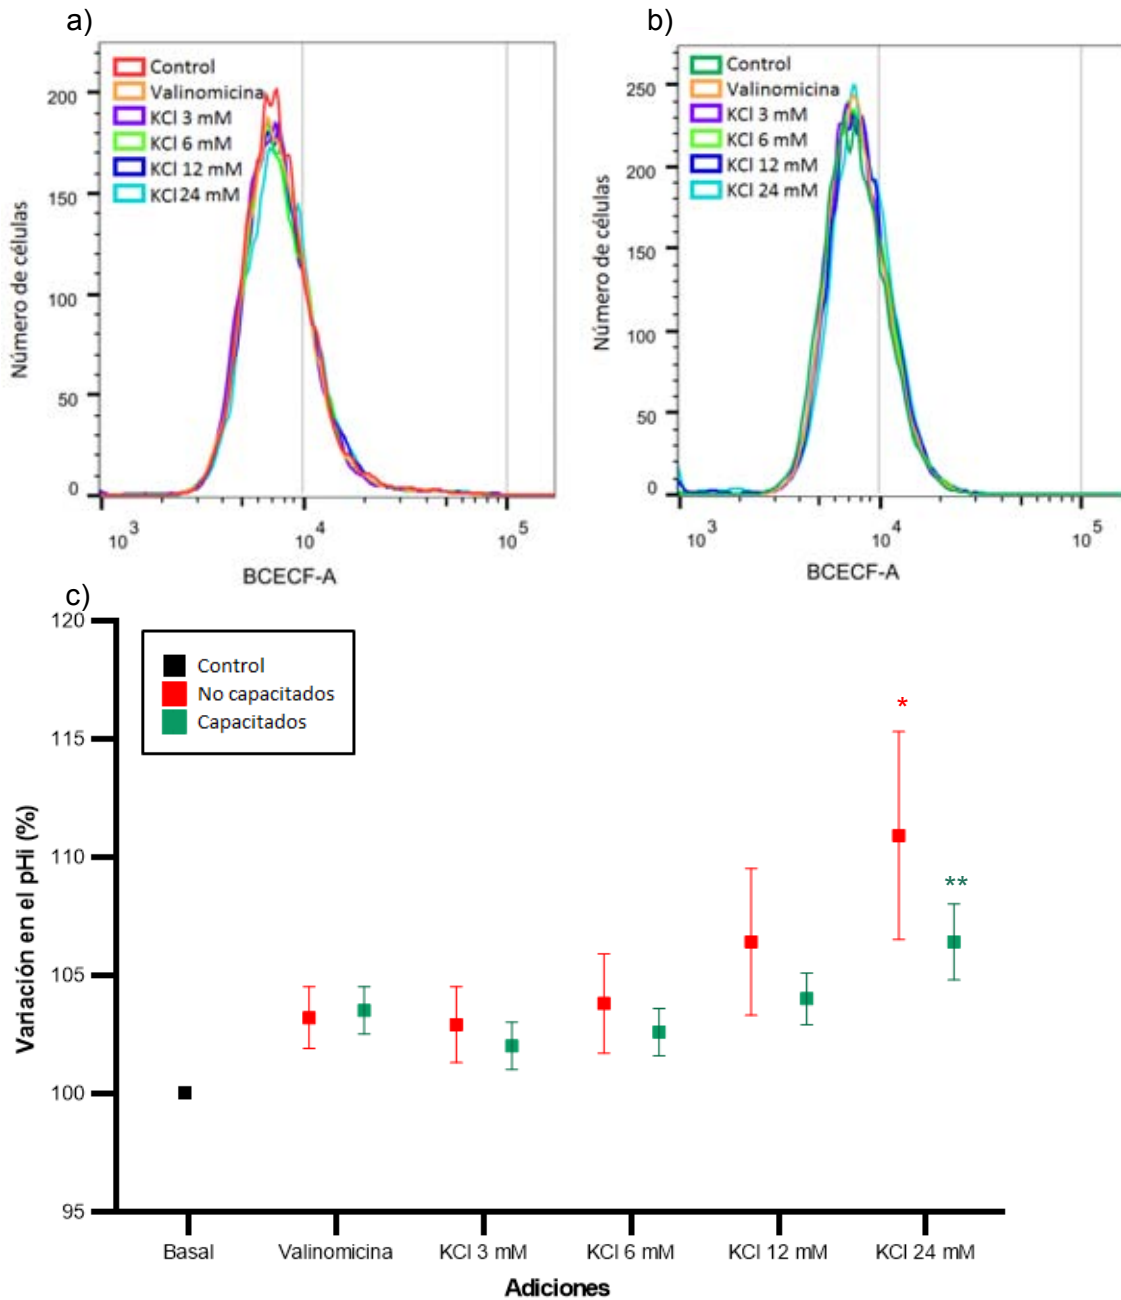 a)
200
150
100
50
0
Número de células
Control
Valinomicina
KCl 3 mM
KCl 6 mM
KCl 12 mM
KCl 24 mM
10^3
10^4
10^5
BCECF-A
b)
250
200
150
100
50
0
Número de células
Control
Valinomicina
KCl 3 mM
KCl 6 mM
KCl 12 mM
KCl 24 mM
10^3
10^4
10^5
BCECF-A
c)
120
115
110
105
100
95
Variación en el pHi (%)
Control
No capacitados
Capacitados
*
**
Basal
Valinomicina
KCl 3 mM
KCl 6 mM
KCl 12 mM
KCl 24 mM
Adiciones